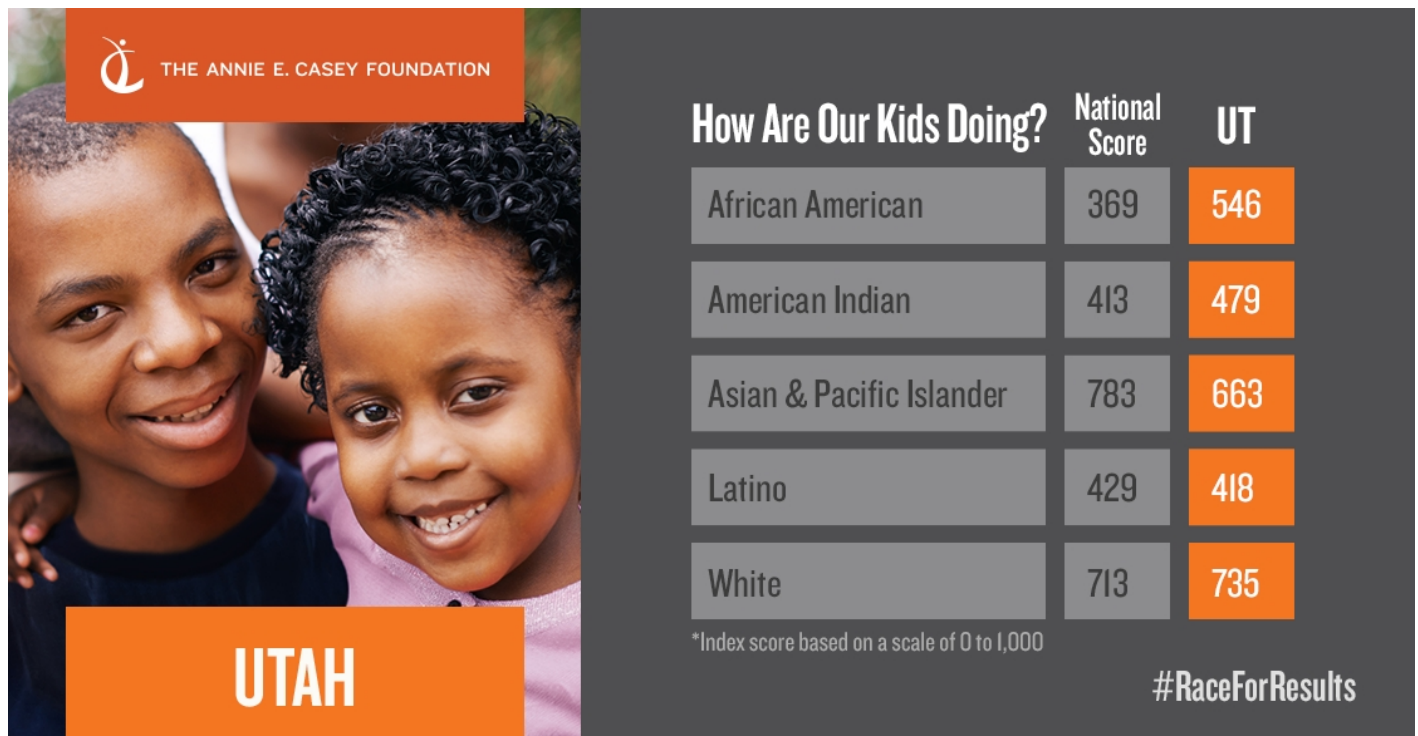 THE ANNIE E. CASEY FOUNDATION
UTAH
How Are Our Kids Doing? National Score UT
African American 369 546
American Indian 413 479
Asian & Pacific Islander 783 663
Latino 429 418
White 713 735
*Index score based on a scale of 0 to 1,000
#RaceForResults